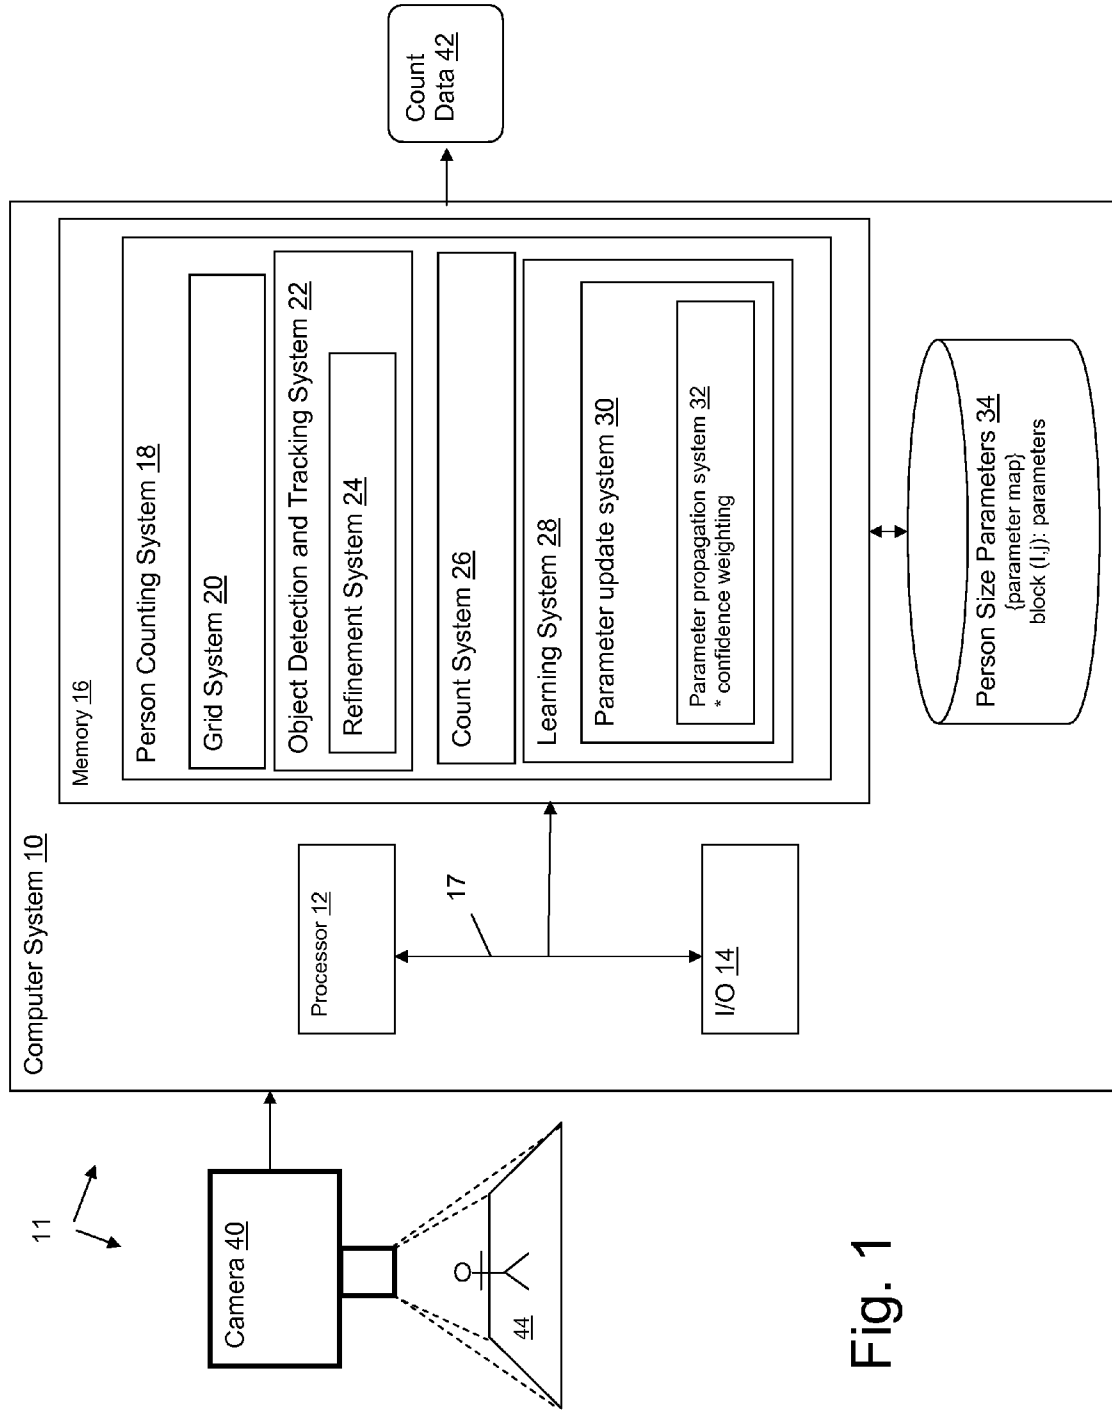 11
Computer System 10
Camera 40
44
Processor 12
17
I/O 14
Memory 16
Person Counting System 18
Grid System 20
Object Detection and Tracking System 22
Refinement System 24
Count System 26
Learning System 28
Parameter update system 30
Parameter propagation system 32
* confidence weighting
Person Size Parameters 34
{parameter map}
block (I.j): parameters
Count
Data 42
Fig. 1